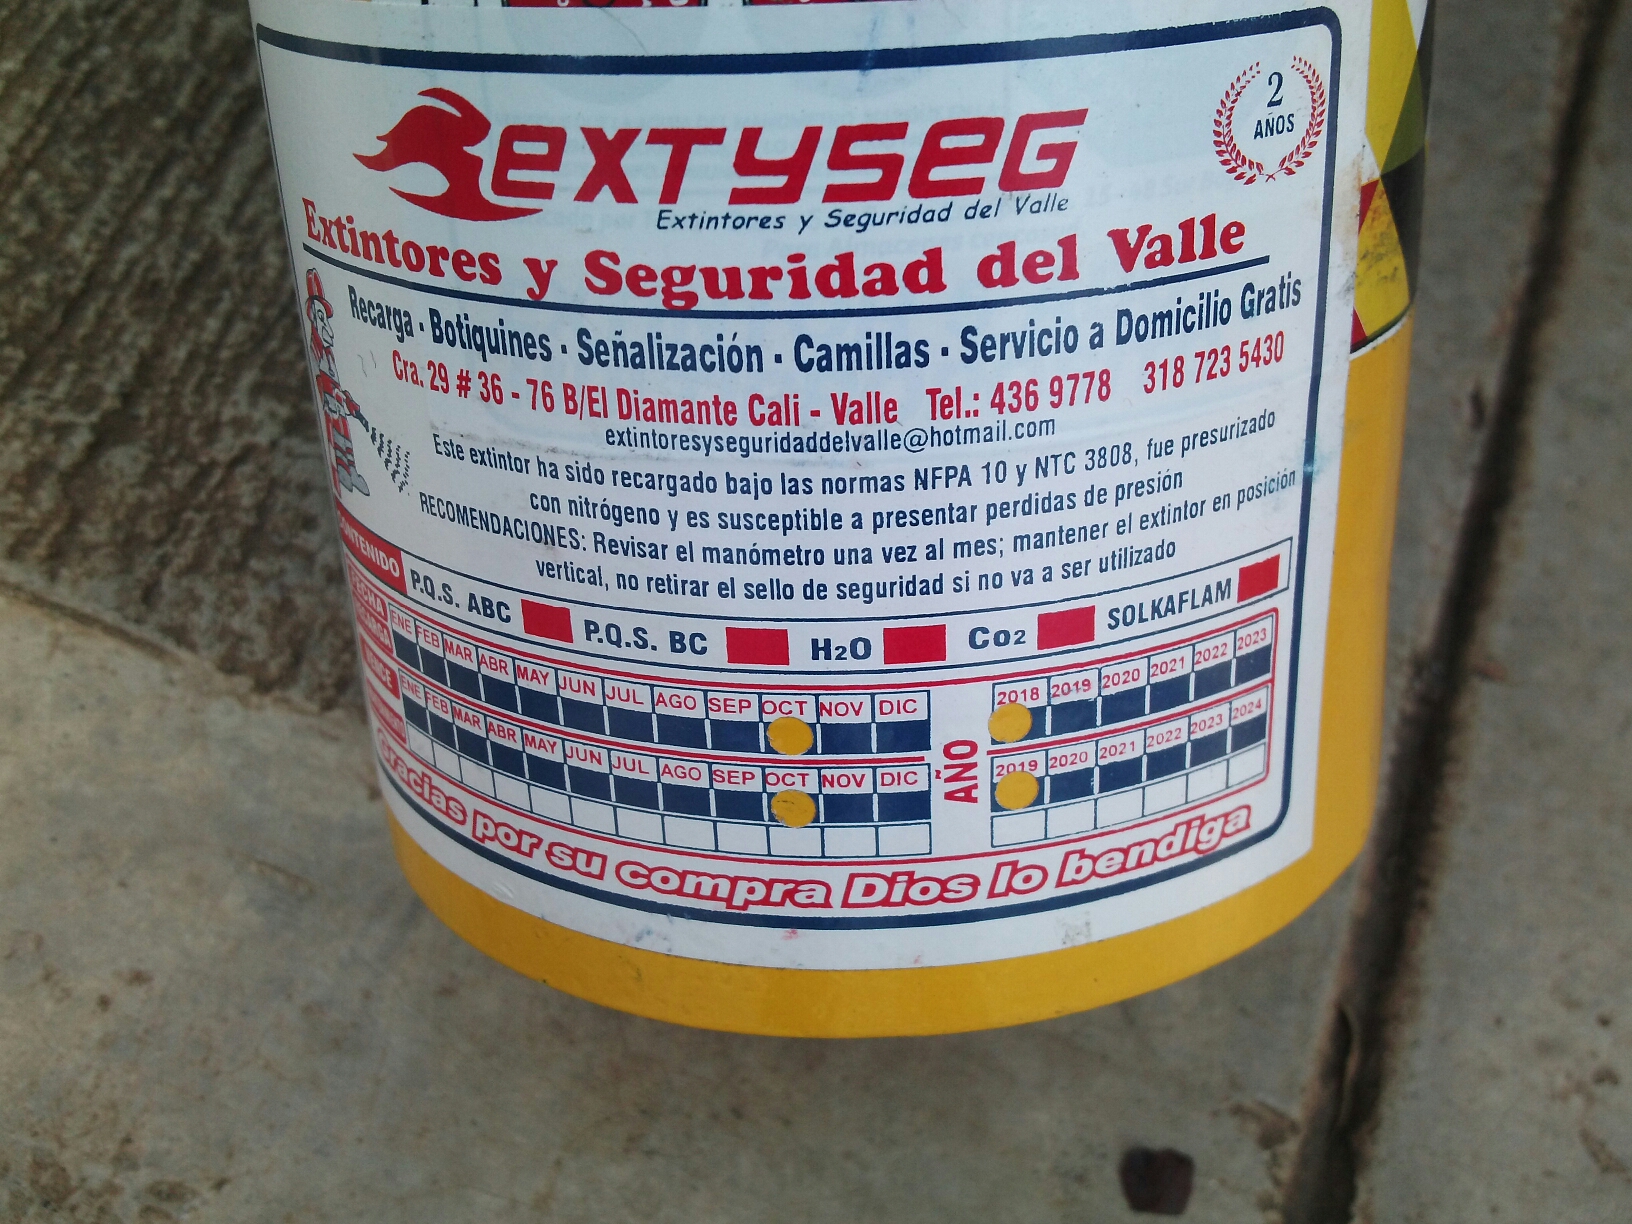 2
AÑOS
EXTYSEG
Extintores y Seguridad del Valle
Extintores y Seguridad del Valle
Recarga · Botiquines · Señalización · Camillas · Servicio a Domicilio Gratis
Cra. 29 # 36 - 76 B/El Diamante Cali - Valle Tel.: 436 9778 318 723 5430
extintoresyseguridaddelvalle@hotmail.com
Este extintor ha sido recargado bajo las normas NFPA 10 y NTC 3808, fue presurizado
con nitrógeno y es susceptible a presentar perdidas de presión
RECOMENDACIONES: Revisar el manómetro una vez al mes; mantener el extintor en posición
vertical, no retirar el sello de seguridad si no va a ser utilizado
CONTENIDO P.Q.S. ABC P.Q.S. BC H2O Co2 SOLKAFLAM
FECHA ENE FEB MAR ABR MAY JUN JUL AGO SEP OCT NOV DIC 2018 2019 2020 2021 2022 2023
ENE FEB MAR ABR MAY JUN JUL AGO SEP OCT NOV DIC AÑO 2019 2020 2021 2022 2023 2024
Gracias por su compra Dios lo bendiga